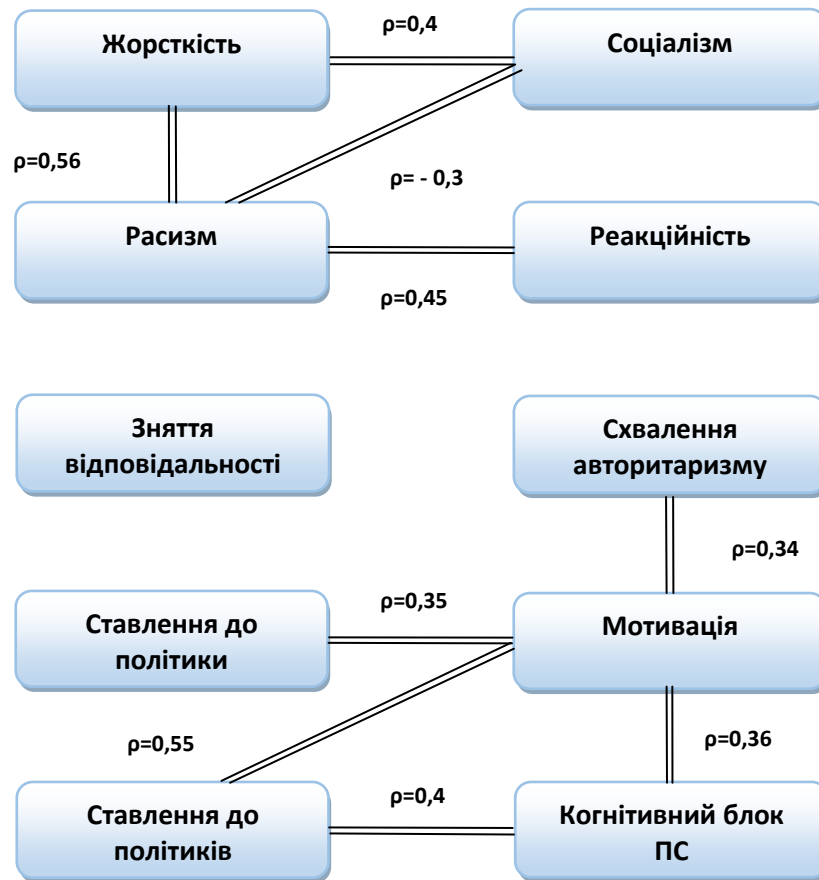 ρ=0,4
Жорсткість
Соціалізм
ρ=0,56
ρ= - 0,3
Расизм
Реакційність
ρ=0,45
Зняття
відповідальності
Схвалення
авторитаризму
ρ=0,34
ρ=0,35
Ставлення до
політики
Мотивація
ρ=0,55
ρ=0,36
Ставлення до
політиків
ρ=0,4
Когнітивний блок
ПС